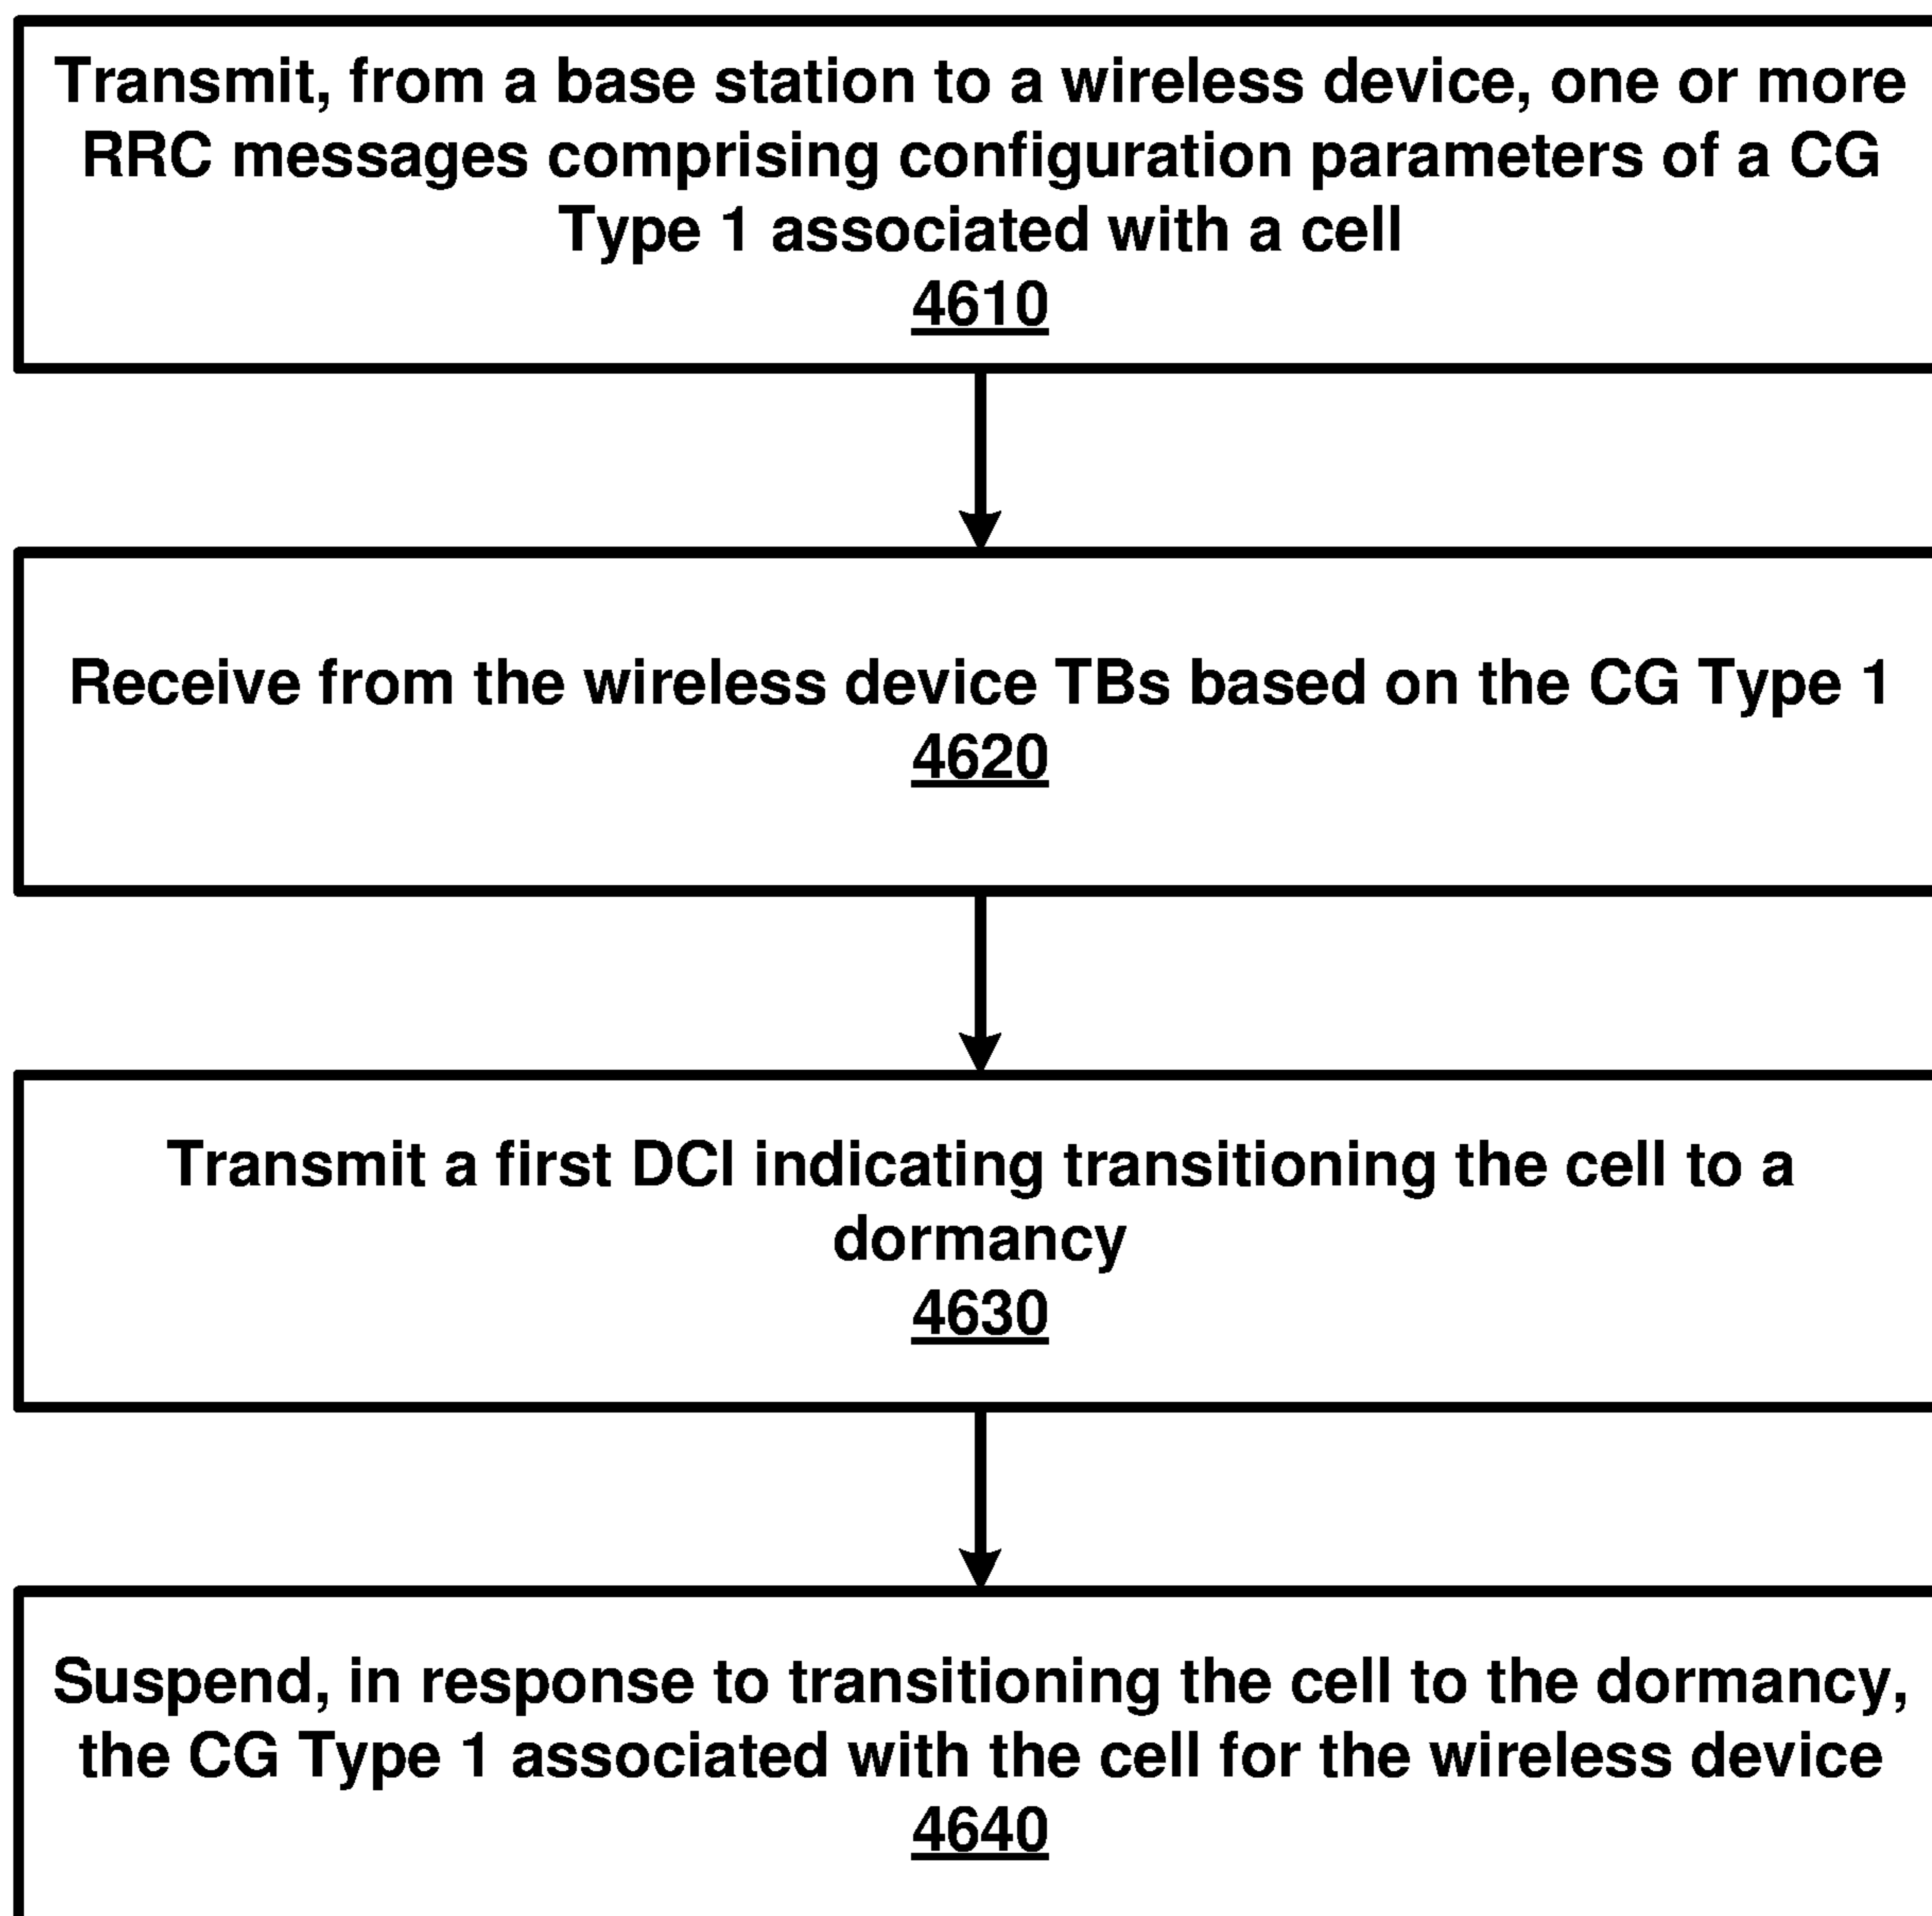 Transmit, from a base station to a wireless device, one or more
RRC messages comprising configuration parameters of a CG
Type 1 associated with a cell
4610
Receive from the wireless device TBs based on the CG Type 1
4620
Transmit a first DCI indicating transitioning the cell to a
dormancy
4630
Suspend, in response to transitioning the cell to the dormancy,
the CG Type 1 associated with the cell for the wireless device
4640